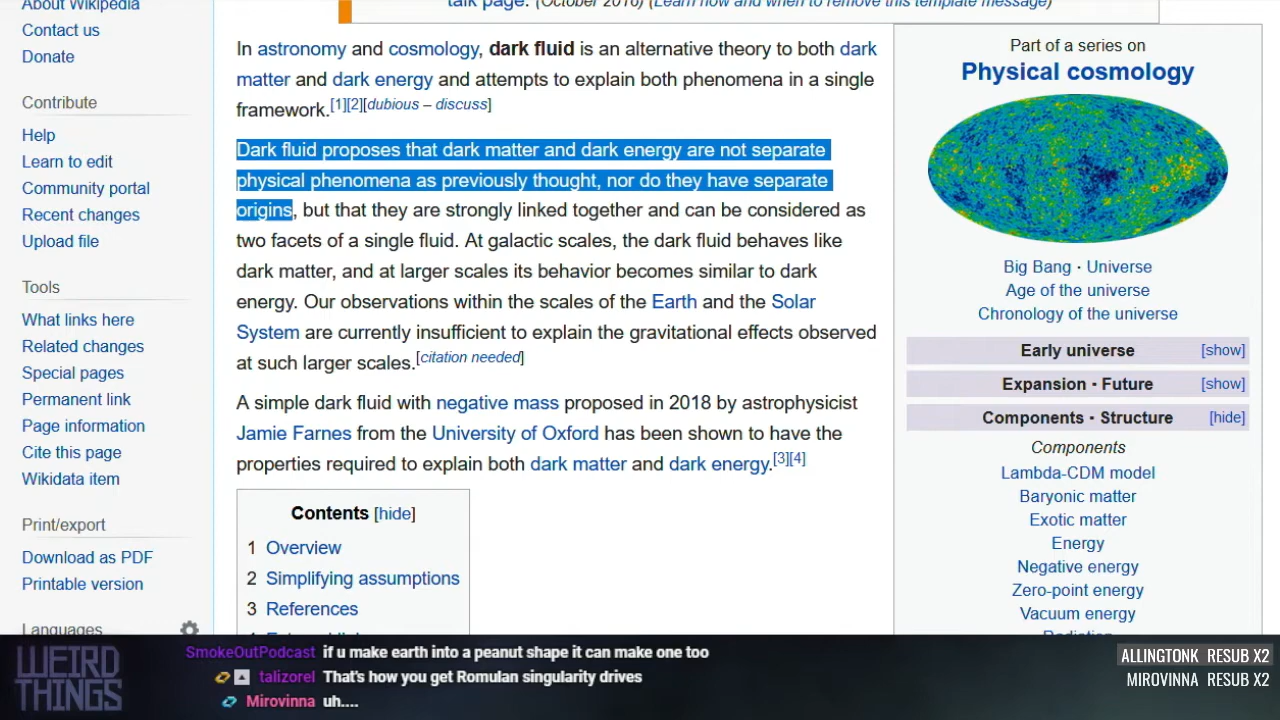 About Wikipedia
Contact us
Donate
Contribute
Help
Learn to edit
Community portal
Recent changes
Upload file
Tools
What links here
Related changes
Special pages
Permanent link
Page information
Cite this page
Wikidata item
Print/export
Download as PDF
Printable version
Languages
talk page. (October 2016) (Learn how and when to remove this template message)
In astronomy and cosmology, dark fluid is an alternative theory to both dark
matter and dark energy and attempts to explain both phenomena in a single
framework.[1][2][dubious – discuss]
Dark fluid proposes that dark matter and dark energy are not separate
physical phenomena as previously thought, nor do they have separate
origins, but that they are strongly linked together and can be considered as
two facets of a single fluid. At galactic scales, the dark fluid behaves like
dark matter, and at larger scales its behavior becomes similar to dark
energy. Our observations within the scales of the Earth and the Solar
System are currently insufficient to explain the gravitational effects observed
at such larger scales.[citation needed]
A simple dark fluid with negative mass proposed in 2018 by astrophysicist
Jamie Farnes from the University of Oxford has been shown to have the
properties required to explain both dark matter and dark energy.[3][4]
Contents [hide]
1 Overview
2 Simplifying assumptions
3 References
Part of a series on
Physical cosmology
Big Bang · Universe
Age of the universe
Chronology of the universe
Early universe [show]
Expansion · Future [show]
Components · Structure [hide]
Components
Lambda-CDM model
Baryonic matter
Exotic matter
Energy
Negative energy
Zero-point energy
Vacuum energy
Radiation
WEIRD
THINGS
SmokeOutPodcast if u make earth into a peanut shape it can make one too
talizorel That's how you get Romulan singularity drives
Mirovinna uh....
ALLINGTONK RESUB X2
MIROVINNA RESUB X2